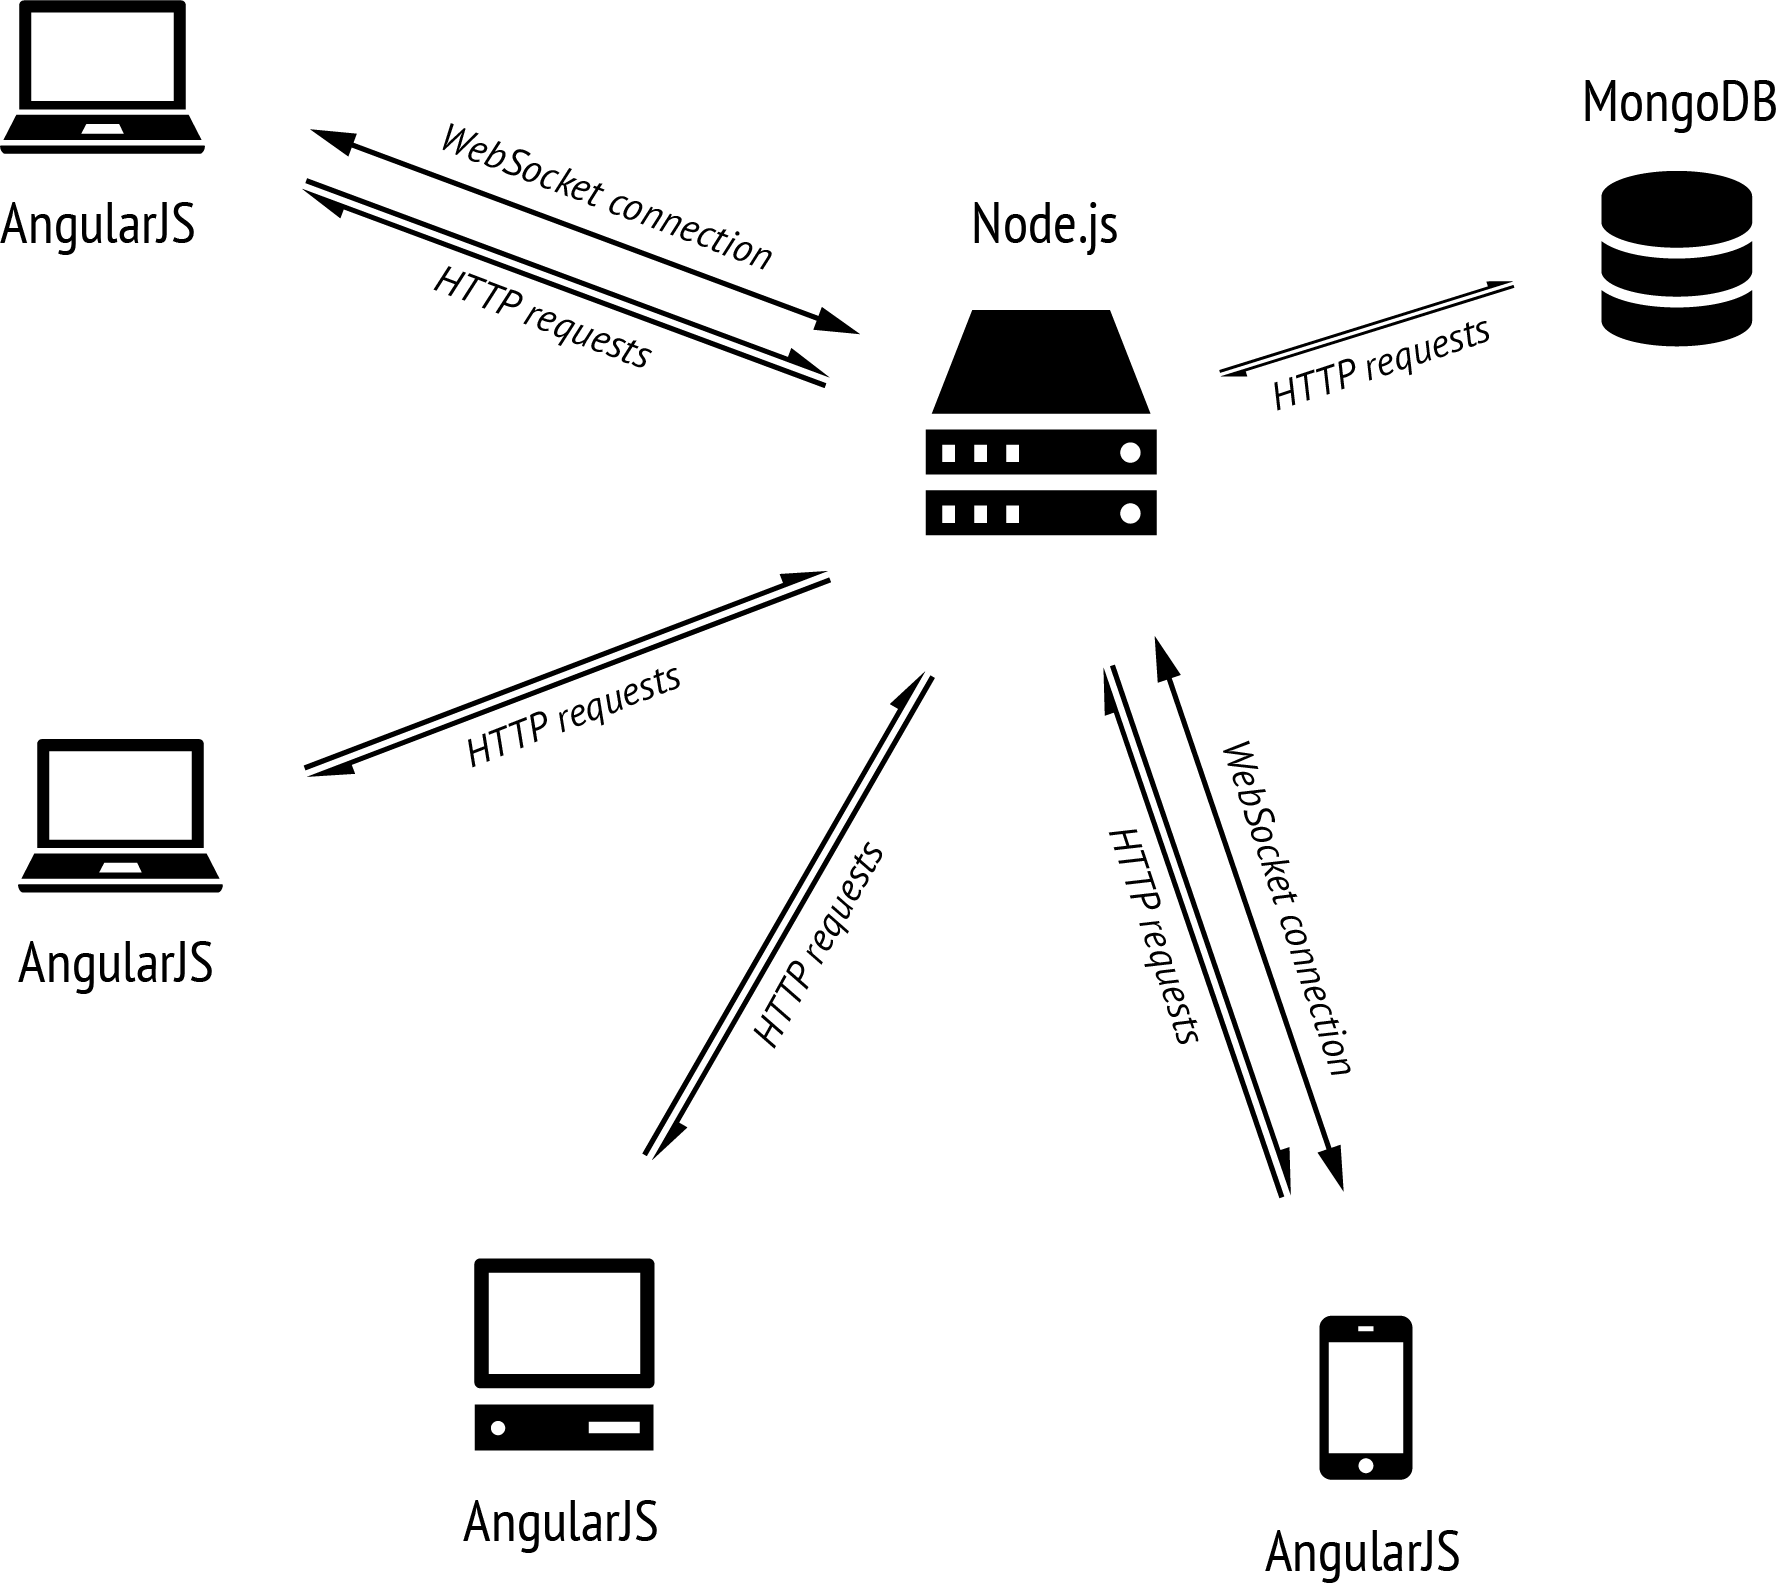 MongoDB
WebSocket connection
AngularJS
Node.js
HTTP requests
HTTP requests
HTTP requests
WebSocket connection
HTTP requests
HTTP requests
AngularJS
AngularJS
AngularJS